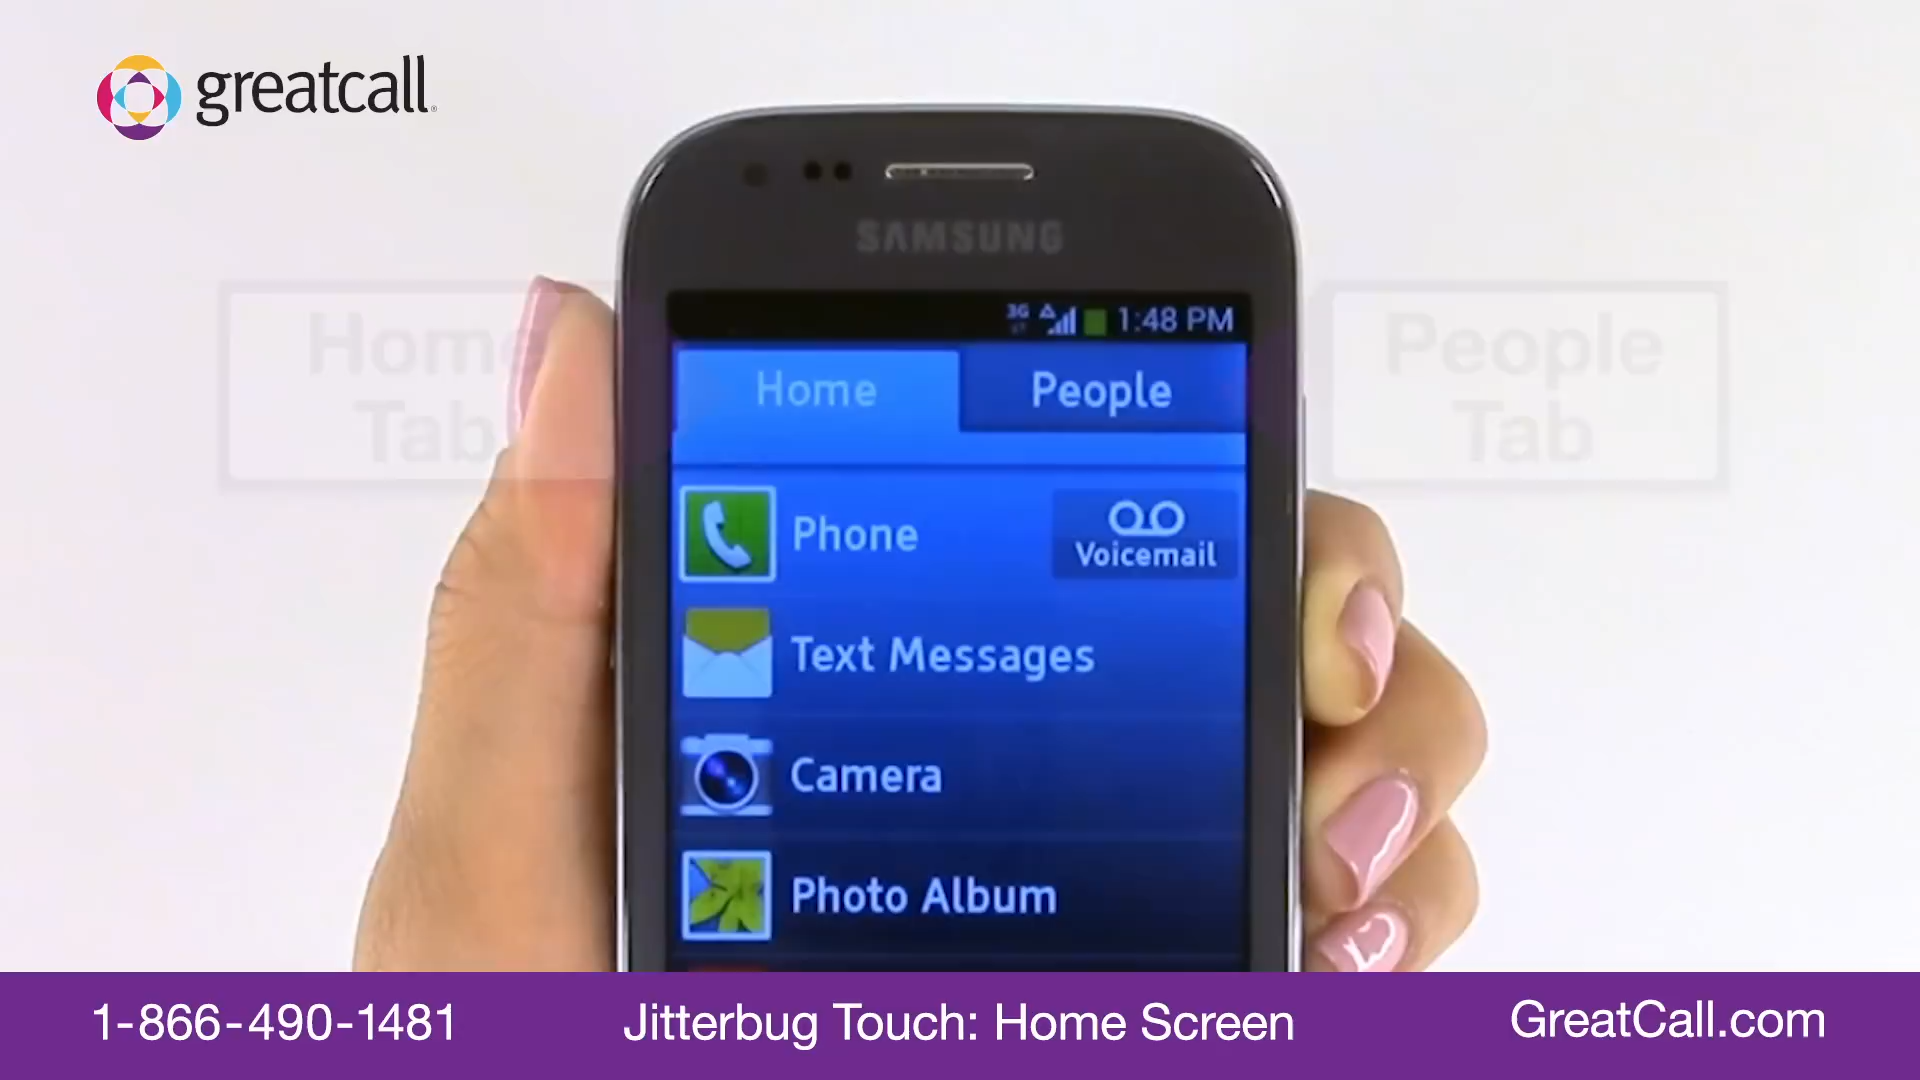 greatcall
SAMSUNG
3G 1:48 PM
Home Tab
People Tab
Home
People
Phone
Voicemail
Text Messages
Camera
Photo Album
1-866-490-1481
Jitterbug Touch: Home Screen
GreatCall.com